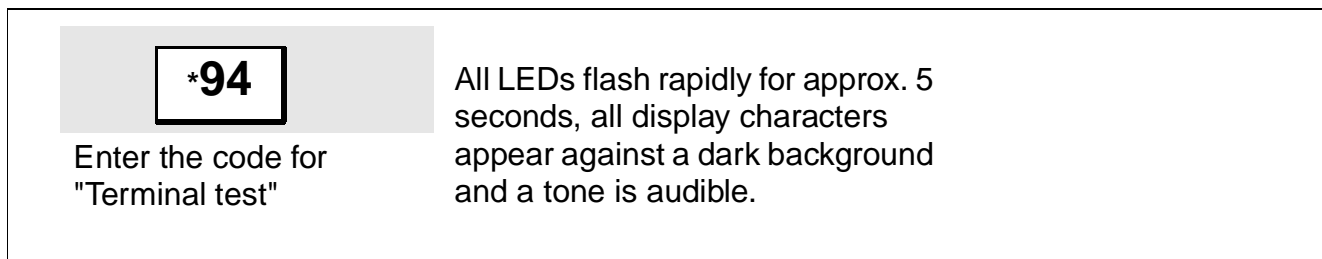 *94
Enter the code for
"Terminal test"
All LEDs flash rapidly for approx. 5
seconds, all display characters
appear against a dark background
and a tone is audible.